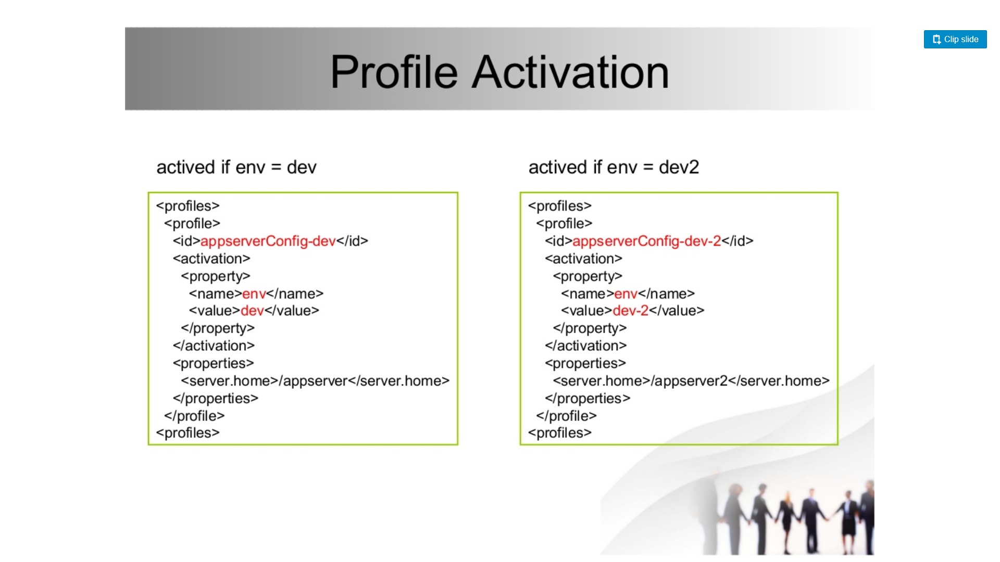 Clip slide
Profile Activation
actived if env = dev
<profiles>
<profile>
<id>appserverConfig-dev</id>
<activation>
<property>
<name>env</name>
<value>dev</value>
</property>
</activation>
<properties>
<server.home>/appserver</server.home>
</properties>
</profile>
<profiles>
actived if env = dev2
<profiles>
<profile>
<id>appserverConfig-dev-2</id>
<activation>
<property>
<name>env</name>
<value>dev-2</value>
</property>
</activation>
<properties>
<server.home>/appserver2</server.home>
</properties>
</profile>
<profiles>